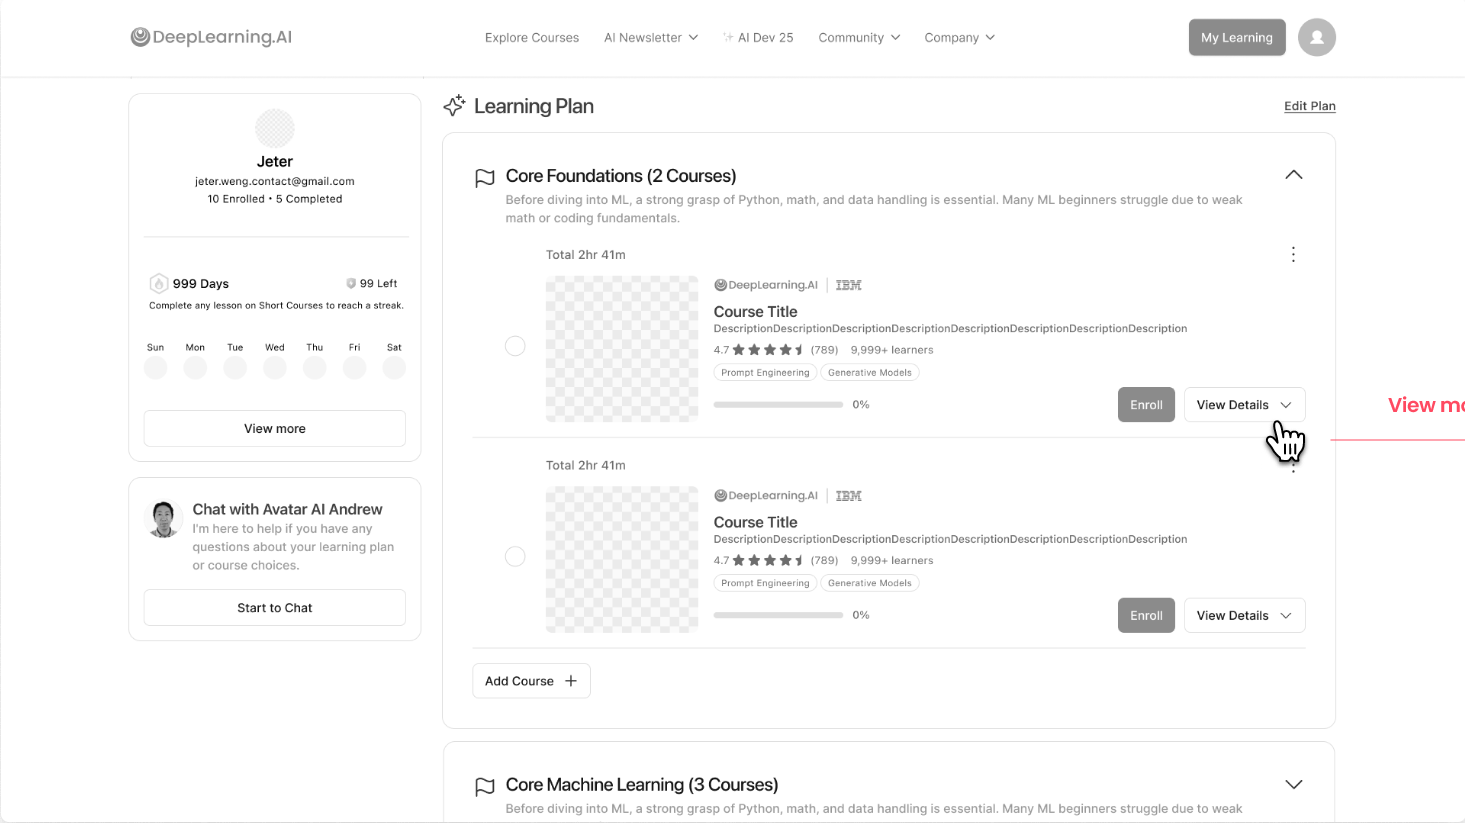 DeepLearning.AI
Explore Courses
AI Newsletter
AI Dev 25
Community
Company
My Learning
Jeter
jeter.weng.contact@gmail.com
10 Enrolled • 5 Completed
999 Days
99 Left
Complete any lesson on Short Courses to reach a streak.
Sun Mon Tue Wed Thu Fri Sat
View more
Chat with Avatar AI Andrew
I'm here to help if you have any
questions about your learning plan
or course choices.
Start to Chat
Learning Plan
Edit Plan
Core Foundations (2 Courses)
Before diving into ML, a strong grasp of Python, math, and data handling is essential. Many ML beginners struggle due to weak
math or coding fundamentals.
Total 2hr 41m
DeepLearning.AI | IBM
Course Title
DescriptionDescriptionDescriptionDescriptionDescriptionDescriptionDescriptionDescription
4.7 (789) 9,999+ learners
Prompt Engineering
Generative Models
0%
Enroll
View Details
View mo
Total 2hr 41m
DeepLearning.AI | IBM
Course Title
DescriptionDescriptionDescriptionDescriptionDescriptionDescriptionDescriptionDescription
4.7 (789) 9,999+ learners
Prompt Engineering
Generative Models
0%
Enroll
View Details
Add Course +
Core Machine Learning (3 Courses)
Before diving into ML, a strong grasp of Python, math, and data handling is essential. Many ML beginners struggle due to weak